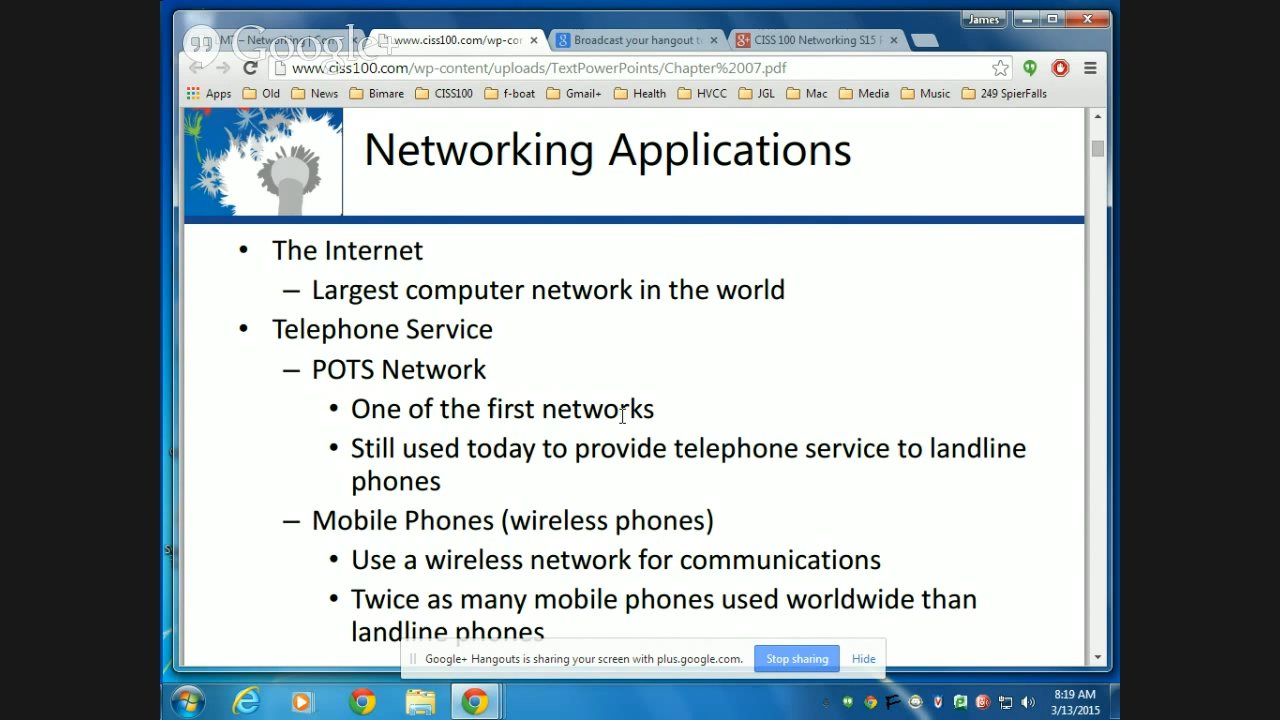 James
Google+
www.ciss100.com/wp-cor
Broadcast your hangout t
CISS 100 Networking S15
www.ciss100.com/wp-content/uploads/TextPowerPoints/Chapter%2007.pdf
Apps Old News Bimare CISS100 f-boat Gmail+ Health HVCC JGL Mac Media Music 249 SpierFalls
Networking Applications
• The Internet
– Largest computer network in the world
• Telephone Service
– POTS Network
• One of the first networks
• Still used today to provide telephone service to landline
phones
– Mobile Phones (wireless phones)
• Use a wireless network for communications
• Twice as many mobile phones used worldwide than
landline phones
Google+ Hangouts is sharing your screen with plus.google.com. Stop sharing Hide
8:19 AM
3/13/2015